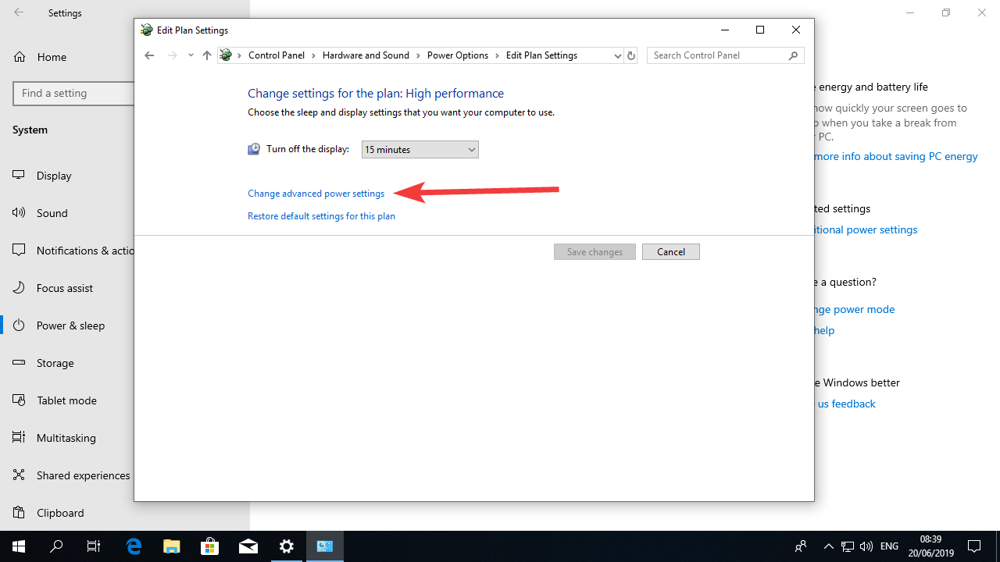 Settings
Home
Find a setting
System
Display
Sound
Notifications & actio
Focus assist
Power & sleep
Storage
Tablet mode
Multitasking
Shared experiences
Clipboard
Edit Plan Settings
Control Panel
Hardware and Sound
Power Options
Edit Plan Settings
Search Control Panel
Change settings for the plan: High performance
Choose the sleep and display settings that you want your computer to use.
Turn off the display:
15 minutes
Change advanced power settings
Restore default settings for this plan
Save changes
Cancel
energy and battery life
now quickly your screen goes to
when you take a break from
PC.
more info about saving PC energy
ted settings
itional power settings
a question?
nge power mode
help
Windows better
us feedback
ENG
08:39
20/06/2019